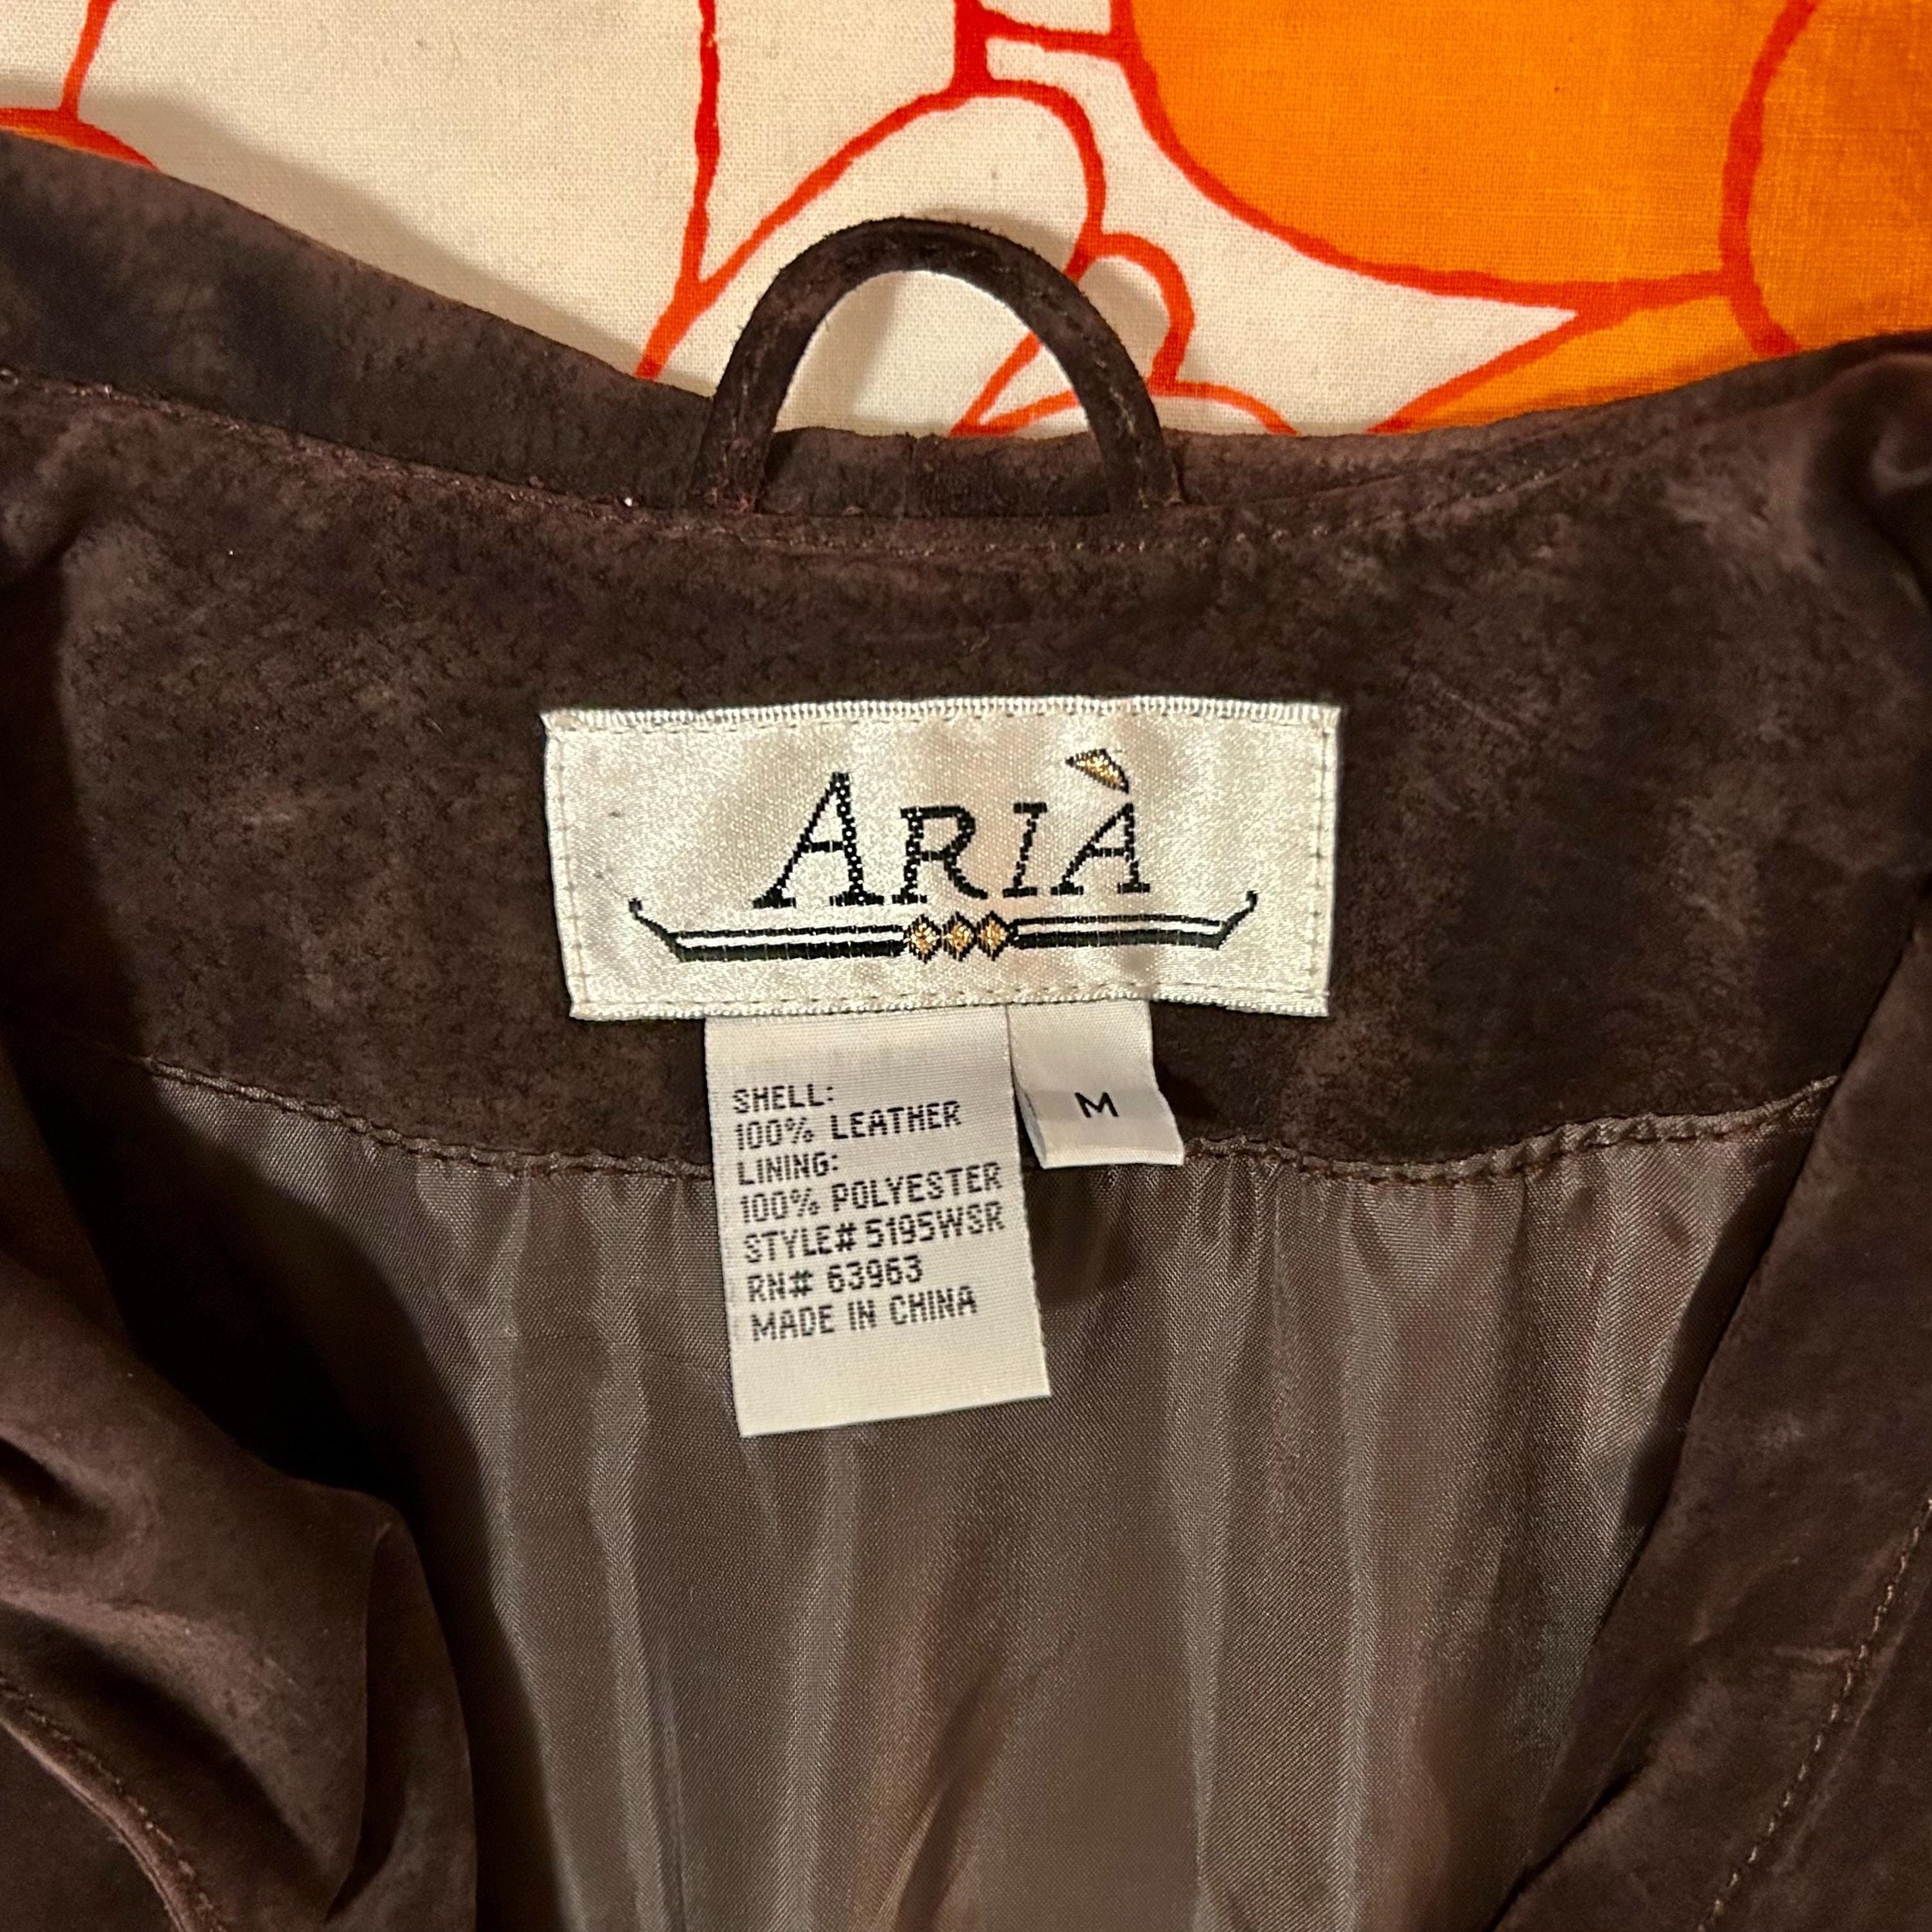 ARIÀ
M
SHELL:
100% LEATHER
LINING:
100% POLYESTER
STYLE# 5195WSR
RN# 63963
MADE IN CHINA